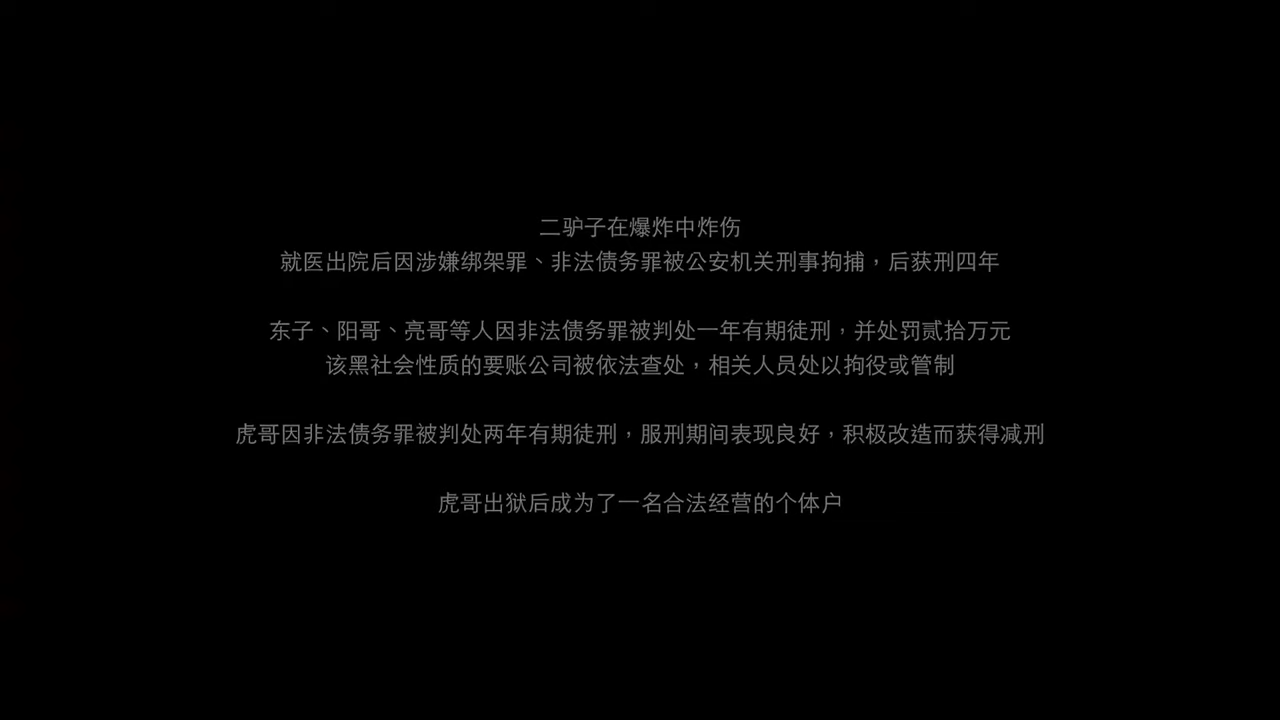 二驴子在爆炸中炸伤
就医出院后因涉嫌绑架罪、非法债务罪被公安机关刑事拘捕，后获刑四年
东子、阳哥、亮哥等人因非法债务罪被判处一年有期徒刑，并处罚贰拾万元
该黑社会性质的要账公司被依法查处，相关人员处以拘役或管制
虎哥因非法债务罪被判处两年有期徒刑，服刑期间表现良好，积极改造而获得减刑
虎哥出狱后成为了一名合法经营的个体户